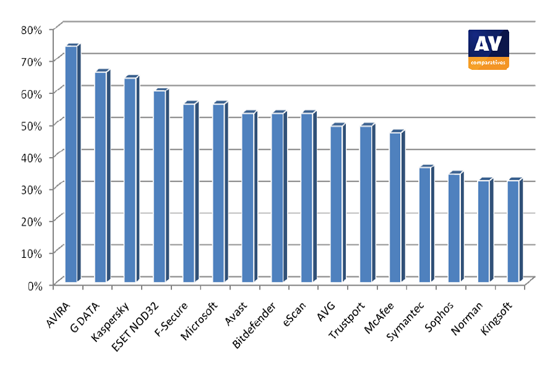 80%
70%
60%
50%
40%
30%
20%
10%
0%
AV
comparatives
AVIRA
G DATA
Kaspersky
ESET NOD32
F-Secure
Microsoft
Avast
Bitdefender
eScan
AVG
Trustport
McAfee
Symantec
Sophos
Norman
Kingsoft